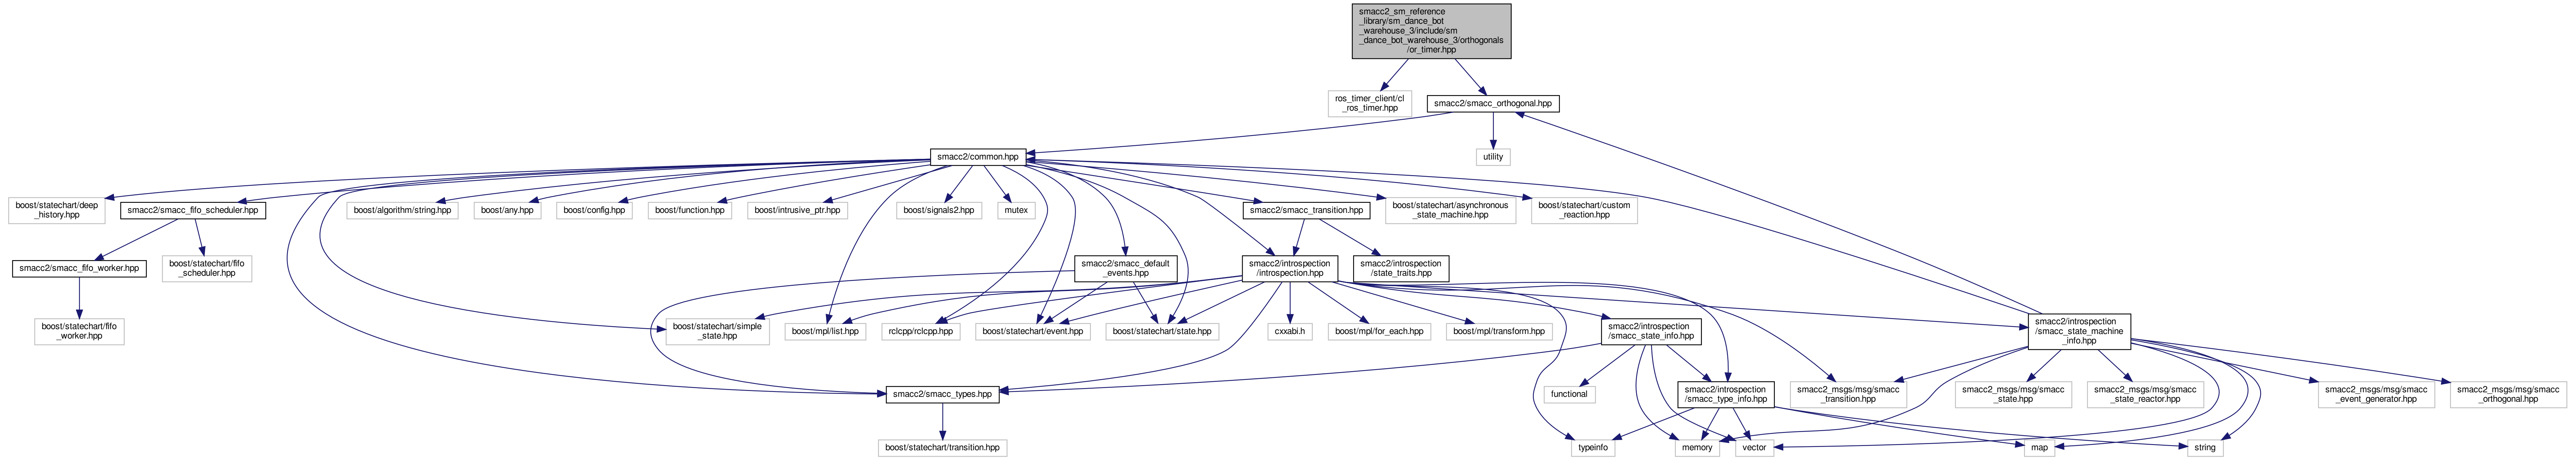 smacc2_sm_reference
_library/sm_dance_bot
_warehouse_3/include/sm
_dance_bot_warehouse_3/orthogonals
/or_timer.hpp
ros_timer_client/cl
_ros_timer.hpp
smacc2/smacc_orthogonal.hpp
smacc2/common.hpp
utility
boost/statechart/deep
_history.hpp
smacc2/smacc_fifo_scheduler.hpp
boost/algorithm/string.hpp
boost/any.hpp
boost/config.hpp
boost/function.hpp
boost/intrusive_ptr.hpp
boost/signals2.hpp
mutex
smacc2/smacc_transition.hpp
boost/statechart/asynchronous
_state_machine.hpp
boost/statechart/custom
_reaction.hpp
smacc2/smacc_fifo_worker.hpp
boost/statechart/fifo
_scheduler.hpp
smacc2/smacc_default
_events.hpp
smacc2/introspection
/introspection.hpp
smacc2/introspection
/state_traits.hpp
boost/statechart/fifo
_worker.hpp
boost/statechart/simple
_state.hpp
boost/mpl/list.hpp
rclcpp/rclcpp.hpp
boost/statechart/event.hpp
boost/statechart/state.hpp
cxxabi.h
boost/mpl/for_each.hpp
boost/mpl/transform.hpp
smacc2/introspection
/smacc_state_info.hpp
smacc2/introspection
/smacc_state_machine
_info.hpp
smacc2/smacc_types.hpp
functional
smacc2/introspection
/smacc_type_info.hpp
smacc2_msgs/msg/smacc
_transition.hpp
smacc2_msgs/msg/smacc
_state.hpp
smacc2_msgs/msg/smacc
_state_reactor.hpp
smacc2_msgs/msg/smacc
_event_generator.hpp
smacc2_msgs/msg/smacc
_orthogonal.hpp
boost/statechart/transition.hpp
typeinfo
memory
vector
map
string